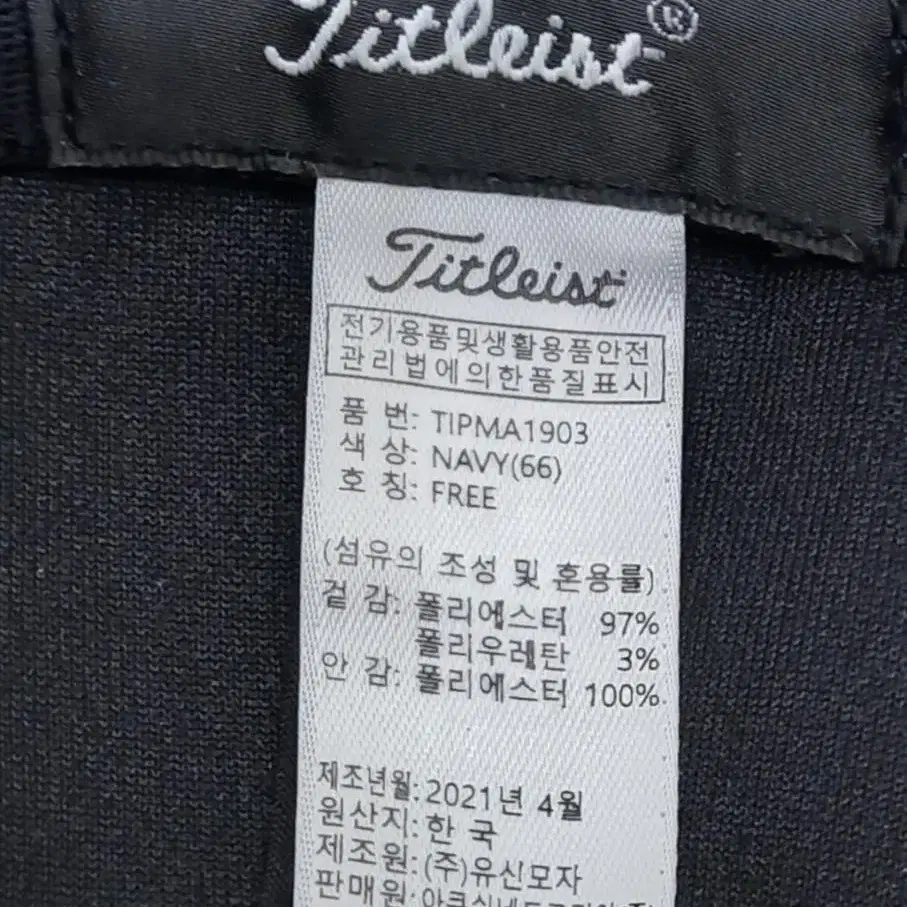 Titleist®
Titleist
전기용품및생활용품안전
관리법에의한품질표시
품 번: TIPMA1903
색 상: NAVY(66)
호 칭: FREE
(섬유의 조성 및 혼용률)
겉 감: 폴리에스터 97%
폴리우레탄 3%
안 감: 폴리에스터 100%
제조년월: 2021년 4월
원산지: 한 국
제조원: (주)유신모자
판매원: